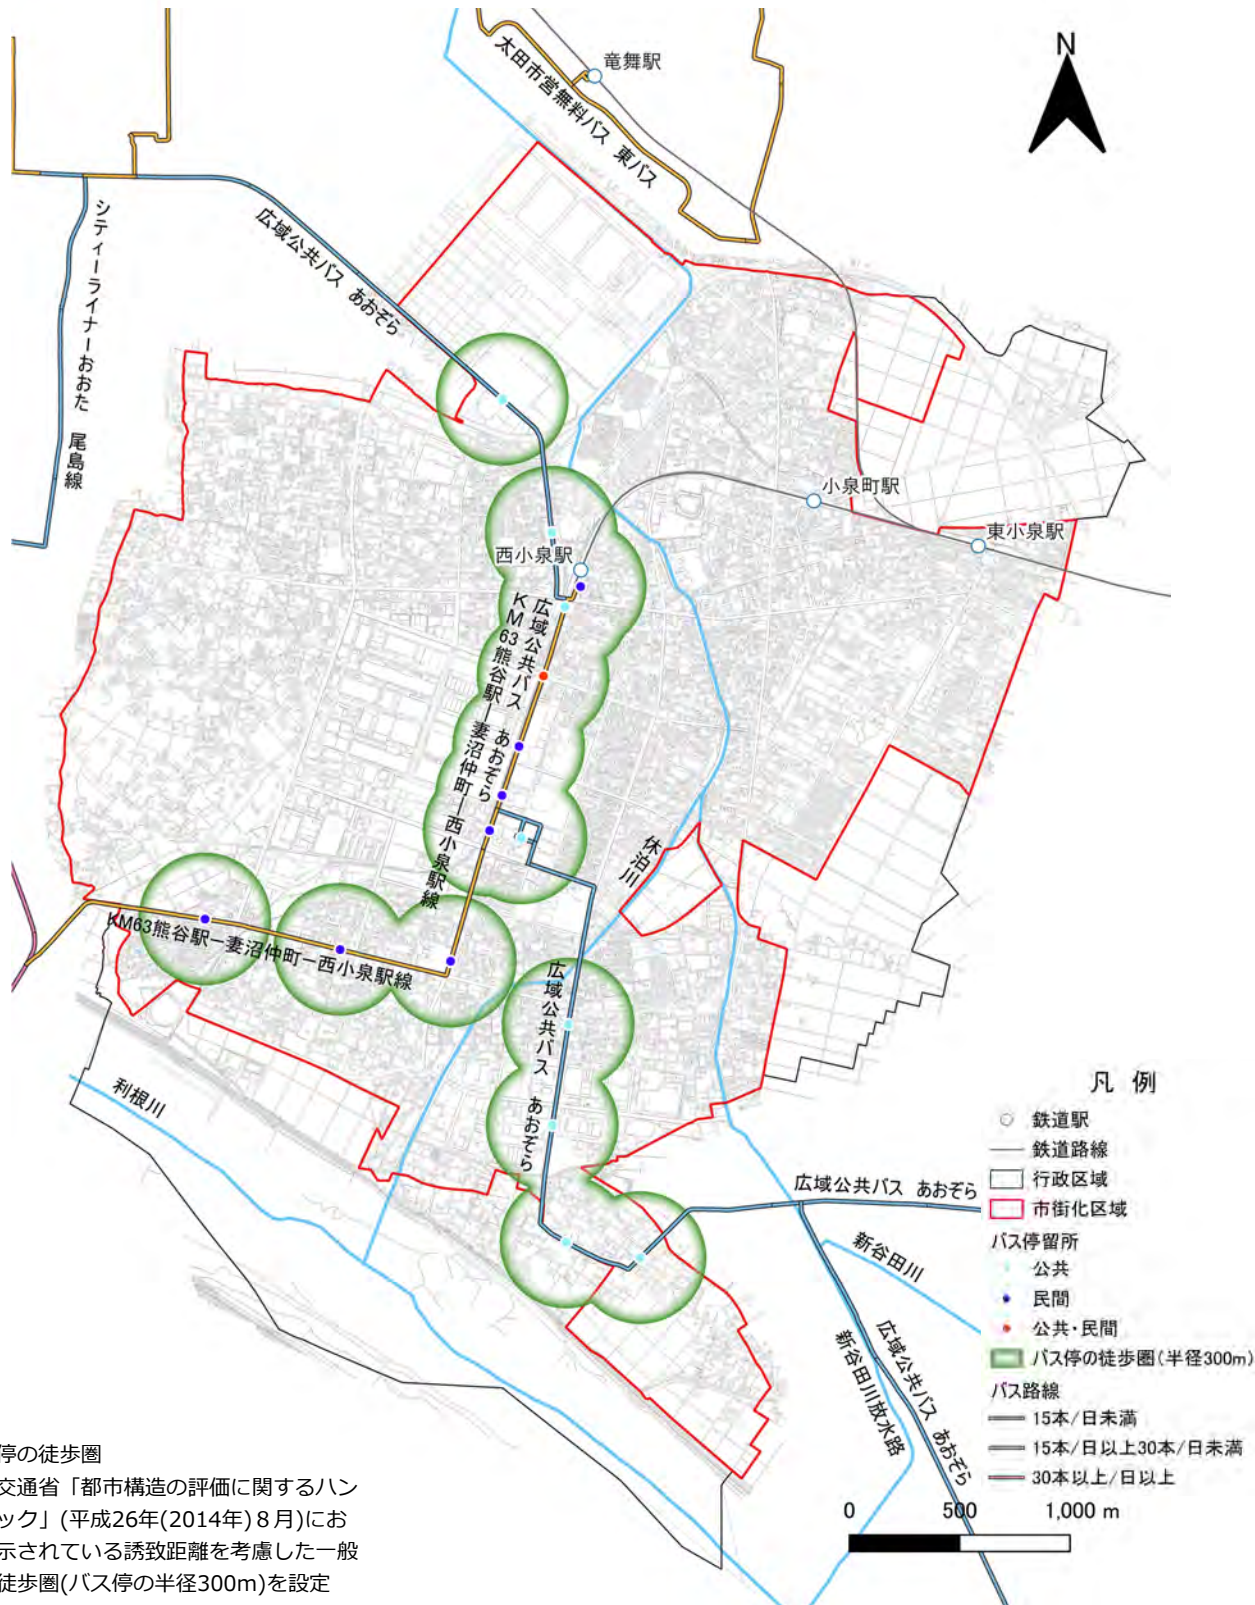 N
竜舞駅
太田市営無料バス 東バス
シティーライナーおおた 尾島線
広域公共バス あおぞら
小泉町駅
東小泉駅
西小泉駅
広域公共バス あおぞら
KM63熊谷駅―妻沼仲町―西小泉駅線
休泊川
KM63熊谷駅―妻沼仲町―西小泉駅線
広域公共バス あおぞら
利根川
広域公共バス あおぞら
新谷田川
広域公共バス あおぞら
新谷田川放水路
凡 例
鉄道駅
鉄道路線
行政区域
市街化区域
バス停留所
公共
民間
公共・民間
バス停の徒歩圏(半径300m)
バス路線
15本/日未満
15本/日以上30本/日未満
30本以上/日以上
0 500 1,000 m
停の徒歩圏
交通省「都市構造の評価に関するハン
ック」(平成26年(2014年)８月)にお
示されている誘致距離を考慮した一般
徒歩圏(バス停の半径300m)を設定